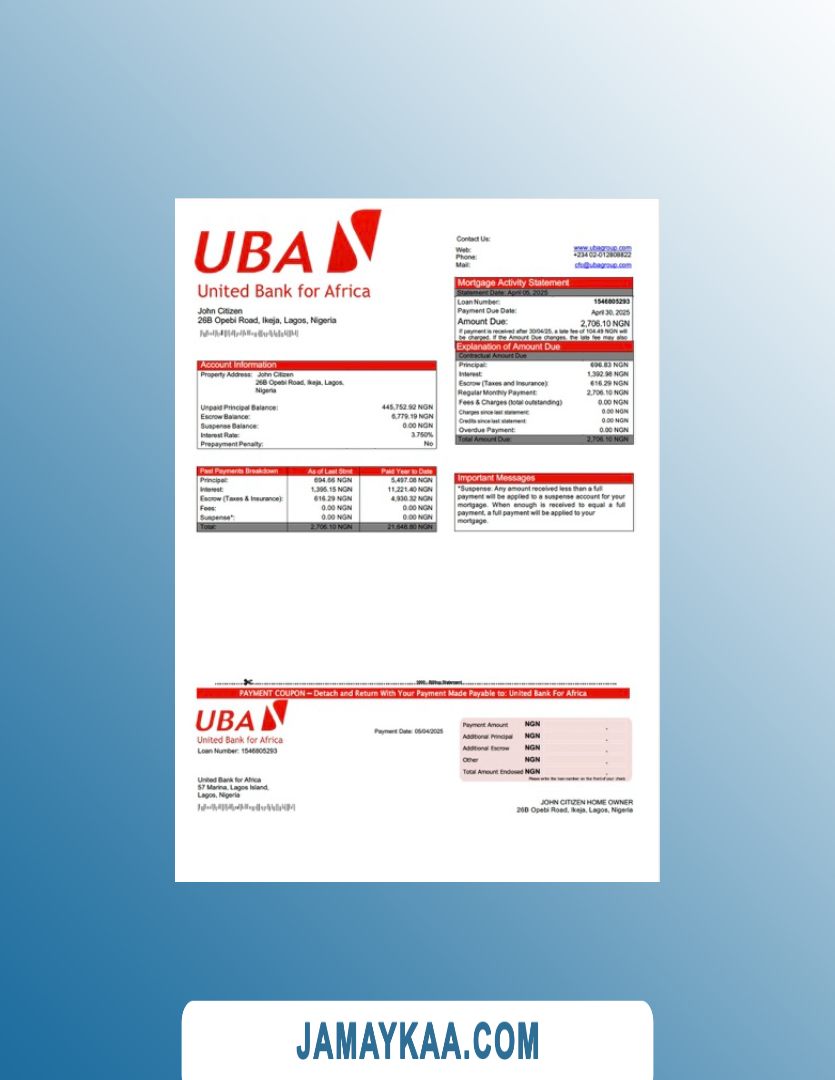 UBA
United Bank for Africa
John Citizen
26B Opebi Road, Ikeja, Lagos, Nigeria
Contact Us:
Web: www.ubagroup.com
Phone: +234 02-012808822
Mail: cfc@ubagroup.com
Mortgage Activity Statement
Statement Date: April 05, 2025
Loan Number: 1546805293
Payment Due Date: April 30, 2025
Amount Due: 2,706.10 NGN
If payment is received after 30/04/25, a late fee of 104.49 NGN will
be charged. If the Amount Due changes, the late fee may also
Explanation of Amount Due
Contractual Amount Due
Principal: 696.83 NGN
Interest: 1,392.98 NGN
Escrow (Taxes and Insurance): 616.29 NGN
Regular Monthly Payment: 2,706.10 NGN
Fees & Charges (total outstanding) 0.00 NGN
Charges since last statement: 0.00 NGN
Credits since last statement: 0.00 NGN
Overdue Payment: 0.00 NGN
Total Amount Due: 2,706.10 NGN
Account Information
Property Address: John Citizen
26B Opebi Road, Ikeja, Lagos,
Nigeria
Unpaid Principal Balance: 445,752.92 NGN
Escrow Balance: 6,779.19 NGN
Suspense Balance: 0.00 NGN
Interest Rate: 3.750%
Prepayment Penalty: No
Past Payments Breakdown As of Last Stmt Paid Year to Date
Principal: 694.66 NGN 5,497.08 NGN
Interest: 1,395.15 NGN 11,221.40 NGN
Escrow (Taxes & Insurance): 616.29 NGN 4,930.32 NGN
Fees: 0.00 NGN 0.00 NGN
Suspense*: 0.00 NGN 0.00 NGN
Total: 2,706.10 NGN 21,648.80 NGN
Important Messages
*Suspense: Any amount received less than a full
payment will be applied to a suspense account for your
mortgage. When enough is received to equal a full
payment, a full payment will be applied to your
mortgage.
PAYMENT COUPON – Detach and Return With Your Payment Made Payable to: United Bank For Africa
UBA
United Bank for Africa
Loan Number: 1546805293
Payment Date: 05/04/2025
Payment Amount NGN .
Additional Principal NGN .
Additional Escrow NGN .
Other NGN .
Total Amount Enclosed NGN .
Please write the loan number on the front of your check.
United Bank for Africa
57 Marina, Lagos Island,
Lagos, Nigeria
JOHN CITIZEN HOME OWNER
26B Opebi Road, Ikeja, Lagos, Nigeria
JAMAYKAA.COM